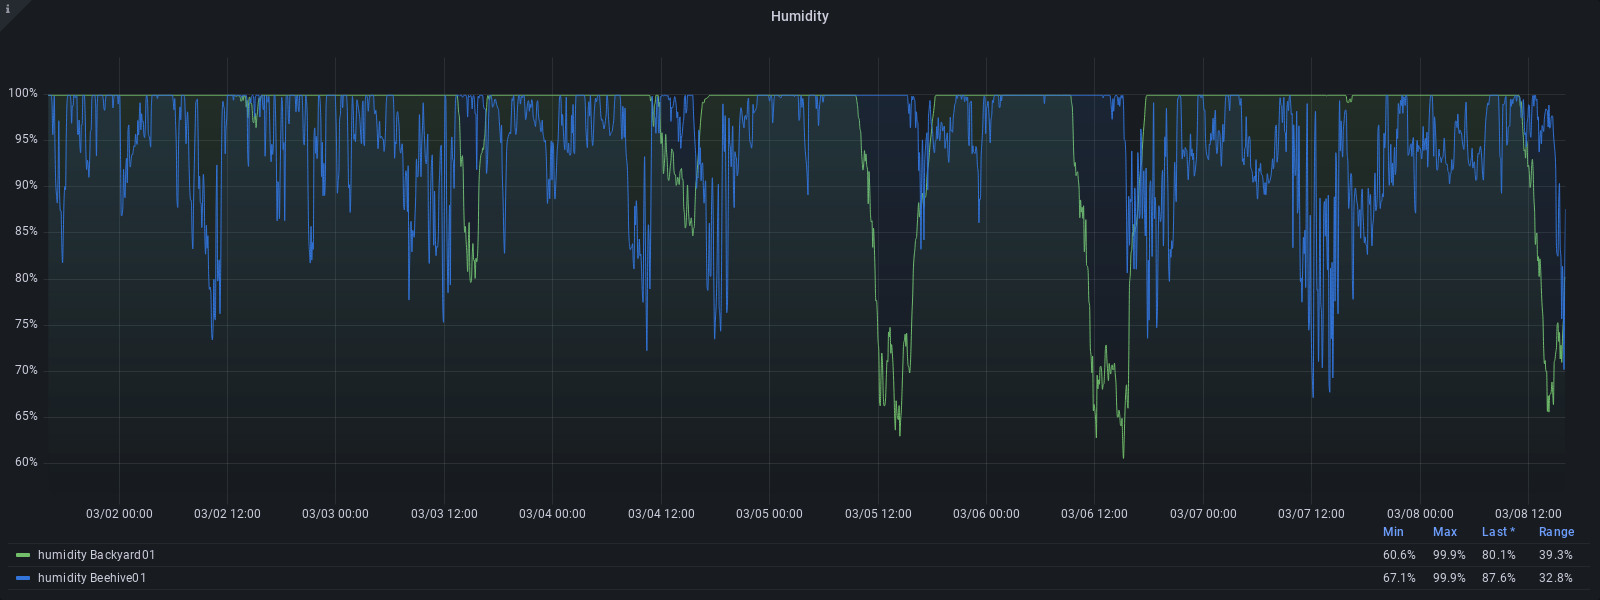 i
Humidity
100%
95%
90%
85%
80%
75%
70%
65%
60%
03/02 00:00 03/02 12:00 03/03 00:00 03/03 12:00 03/04 00:00 03/04 12:00 03/05 00:00 03/05 12:00 03/06 00:00 03/06 12:00 03/07 00:00 03/07 12:00 03/08 00:00 03/08 12:00
Min Max Last * Range
humidity Backyard01 60.6% 99.9% 80.1% 39.3%
humidity Beehive01 67.1% 99.9% 87.6% 32.8%